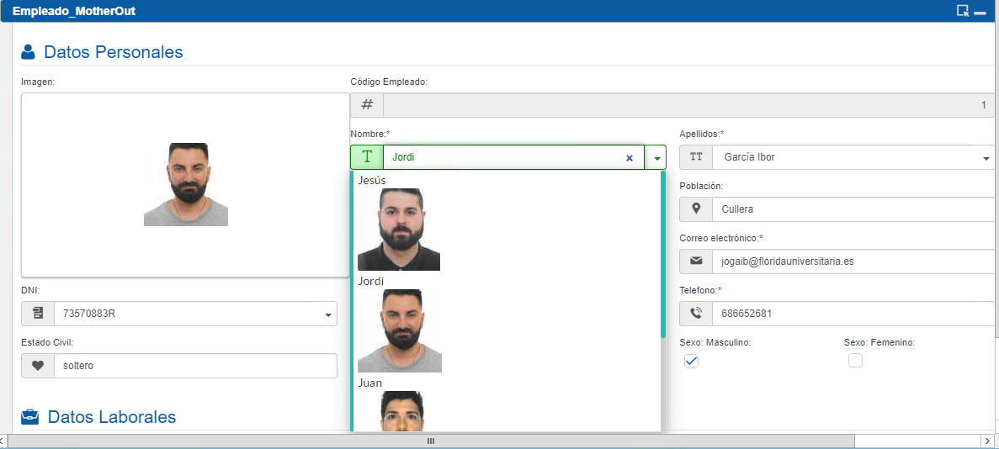 Empleado_MotherOut
Datos Personales
Imagen:
Código Empleado:
# 1
Nombre:*
Apellidos:*
T Jordi ×
TT García Ibor
Jesús
Población:
Cullera
Correo electrónico:*
jogaib@floridauniversitaria.es
Jordi
DNI:
Telefono:*
73570883R
686652681
Estado Civil:
Sexo: Masculino:
Sexo: Femenino:
soltero
Juan
Datos Laborales